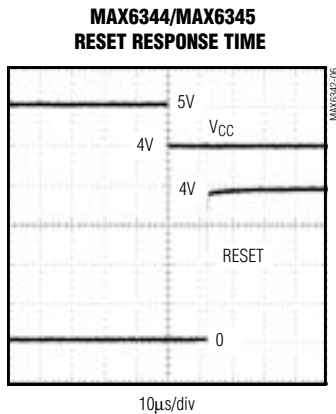 MAX6344/MAX6345
RESET RESPONSE TIME
MAX6342-06
5V
VCC
4V
4V
RESET
0
10µs/div